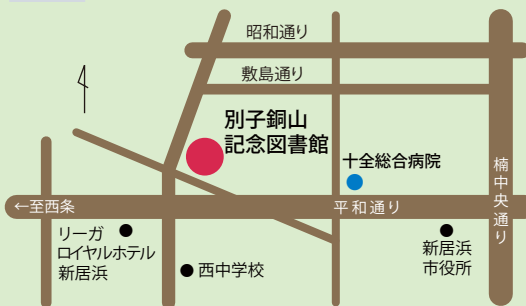 昭和通り
敷島通り
別子銅山
記念図書館
十全総合病院
楠中央通り
←至西条
平和通り
リーガ
ロイヤルホテル
新居浜
西中学校
新居浜
市役所